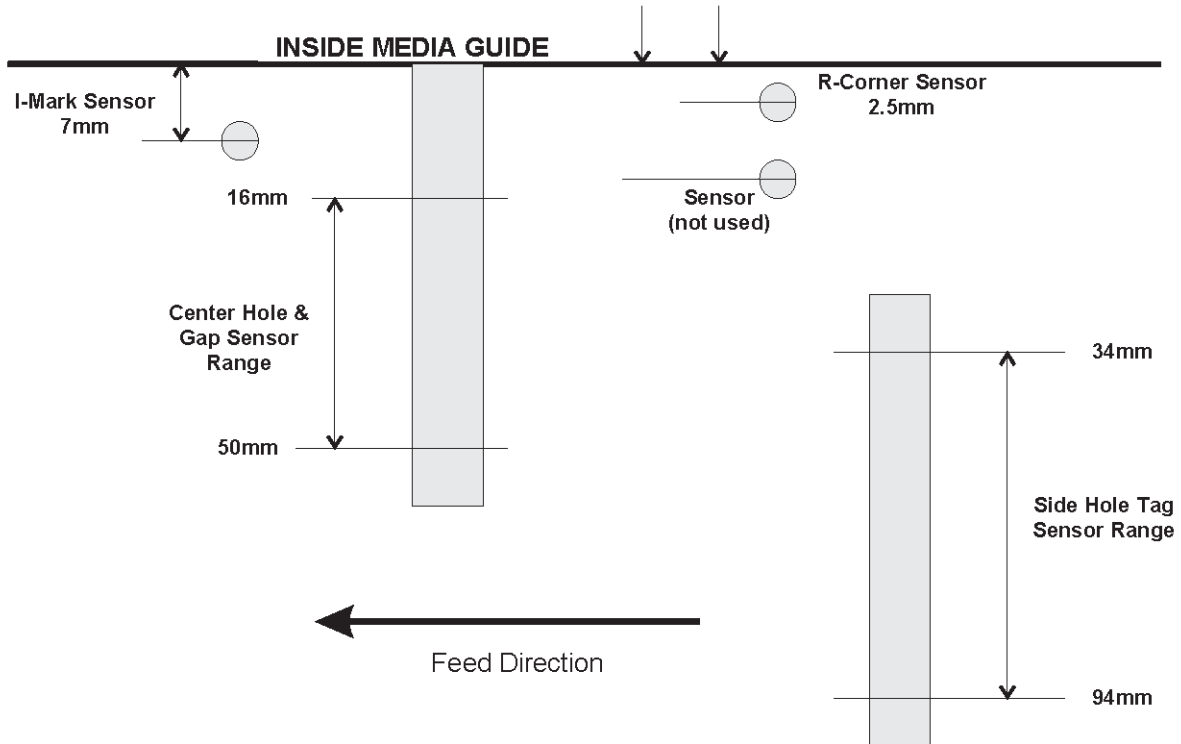 INSIDE MEDIA GUIDE
I-Mark Sensor
7mm
R-Corner Sensor
2.5mm
16mm
Sensor
(not used)
Center Hole &
Gap Sensor
Range
34mm
50mm
Side Hole Tag
Sensor Range
Feed Direction
94mm